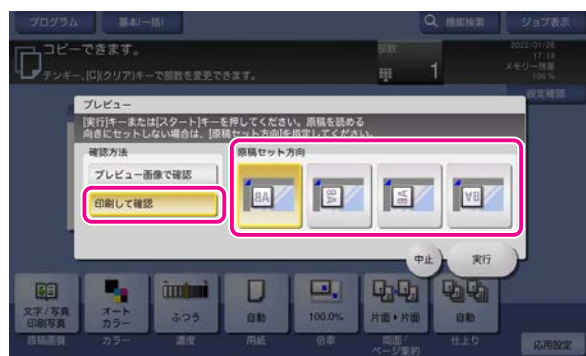 プログラム
基本(一括)
機能検索
ジョブ表示
コピーできます。
テンキー、[C](クリア)キーで部数を変更できます。
部数
1
2022/01/26
17:18
メモリー残量
100 %
設定確認
プレビュー
[実行]キーまたは[スタート]キーを押してください。原稿を読める
向きにセットしない場合は、[原稿セット方向]を指定してください。
確認方法
プレビュー画像で確認
印刷して確認
原稿セット方向
AB
AB
AB
AB
中止
実行
文字/写真
印刷写真
オート
カラー
ふつう
自動
100.0%
片面▶片面
自動
原稿画質
カラー
濃度
用紙
倍率
両面/
ページ集約
仕上り
応用設定